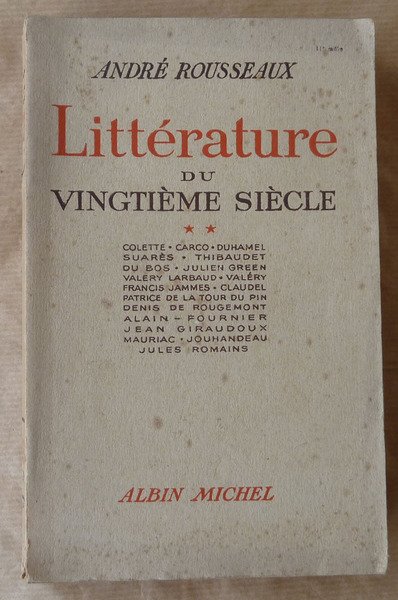 ANDRÉ ROUSSEAUX
Littérature
DU
VINGTIÈME SIÈCLE
★ ★
COLETTE • CARCO • DUHAMEL
SUARÈS • THIBAUDET
DU BOS • JULIEN GREEN
VALERY LARBAUD • VALÉRY
FRANCIS JAMMES • CLAUDEL
PATRICE DE LA TOUR DU PIN
DENIS DE ROUGEMONT
ALAIN - FOURNIER
JEAN GIRAUDOUX
MAURIAC • JOUHANDEAU
JULES ROMAINS
ALBIN MICHEL